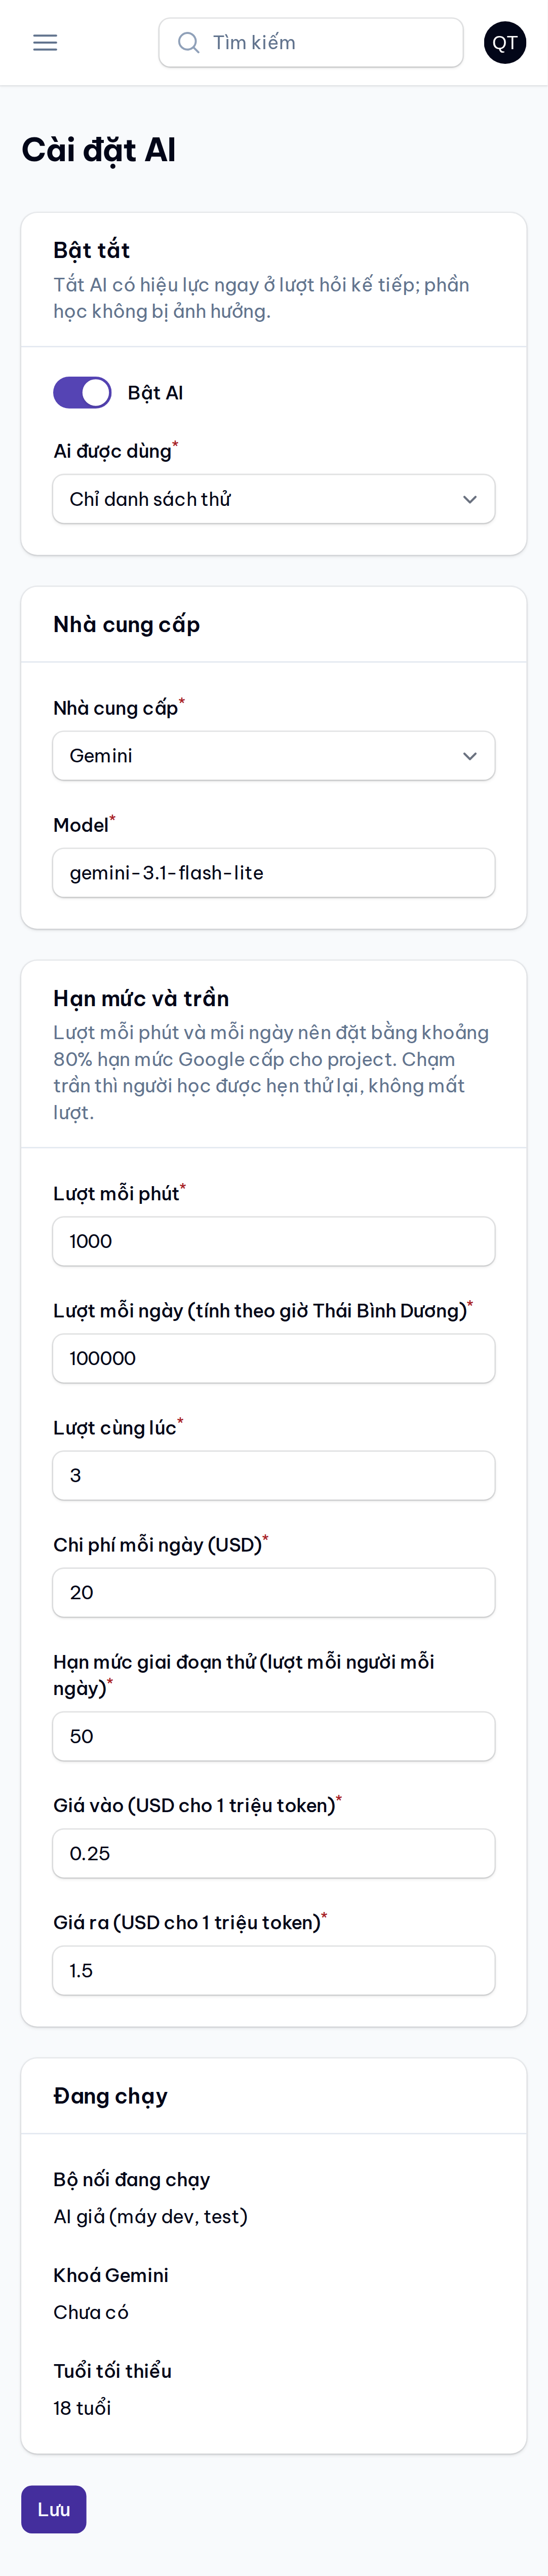 Tìm kiếm
QT
Cài đặt AI
Bật tắt
Tắt AI có hiệu lực ngay ở lượt hỏi kế tiếp; phần
học không bị ảnh hưởng.
Bật AI
Ai được dùng*
Chỉ danh sách thử
Nhà cung cấp
Nhà cung cấp*
Gemini
Model*
gemini-3.1-flash-lite
Hạn mức và trần
Lượt mỗi phút và mỗi ngày nên đặt bằng khoảng
80% hạn mức Google cấp cho project. Chạm
trần thì người học được hẹn thử lại, không mất
lượt.
Lượt mỗi phút*
1000
Lượt mỗi ngày (tính theo giờ Thái Bình Dương)*
100000
Lượt cùng lúc*
3
Chi phí mỗi ngày (USD)*
20
Hạn mức giai đoạn thử (lượt mỗi người mỗi
ngày)*
50
Giá vào (USD cho 1 triệu token)*
0.25
Giá ra (USD cho 1 triệu token)*
1.5
Đang chạy
Bộ nối đang chạy
AI giả (máy dev, test)
Khoá Gemini
Chưa có
Tuổi tối thiểu
18 tuổi
Lưu